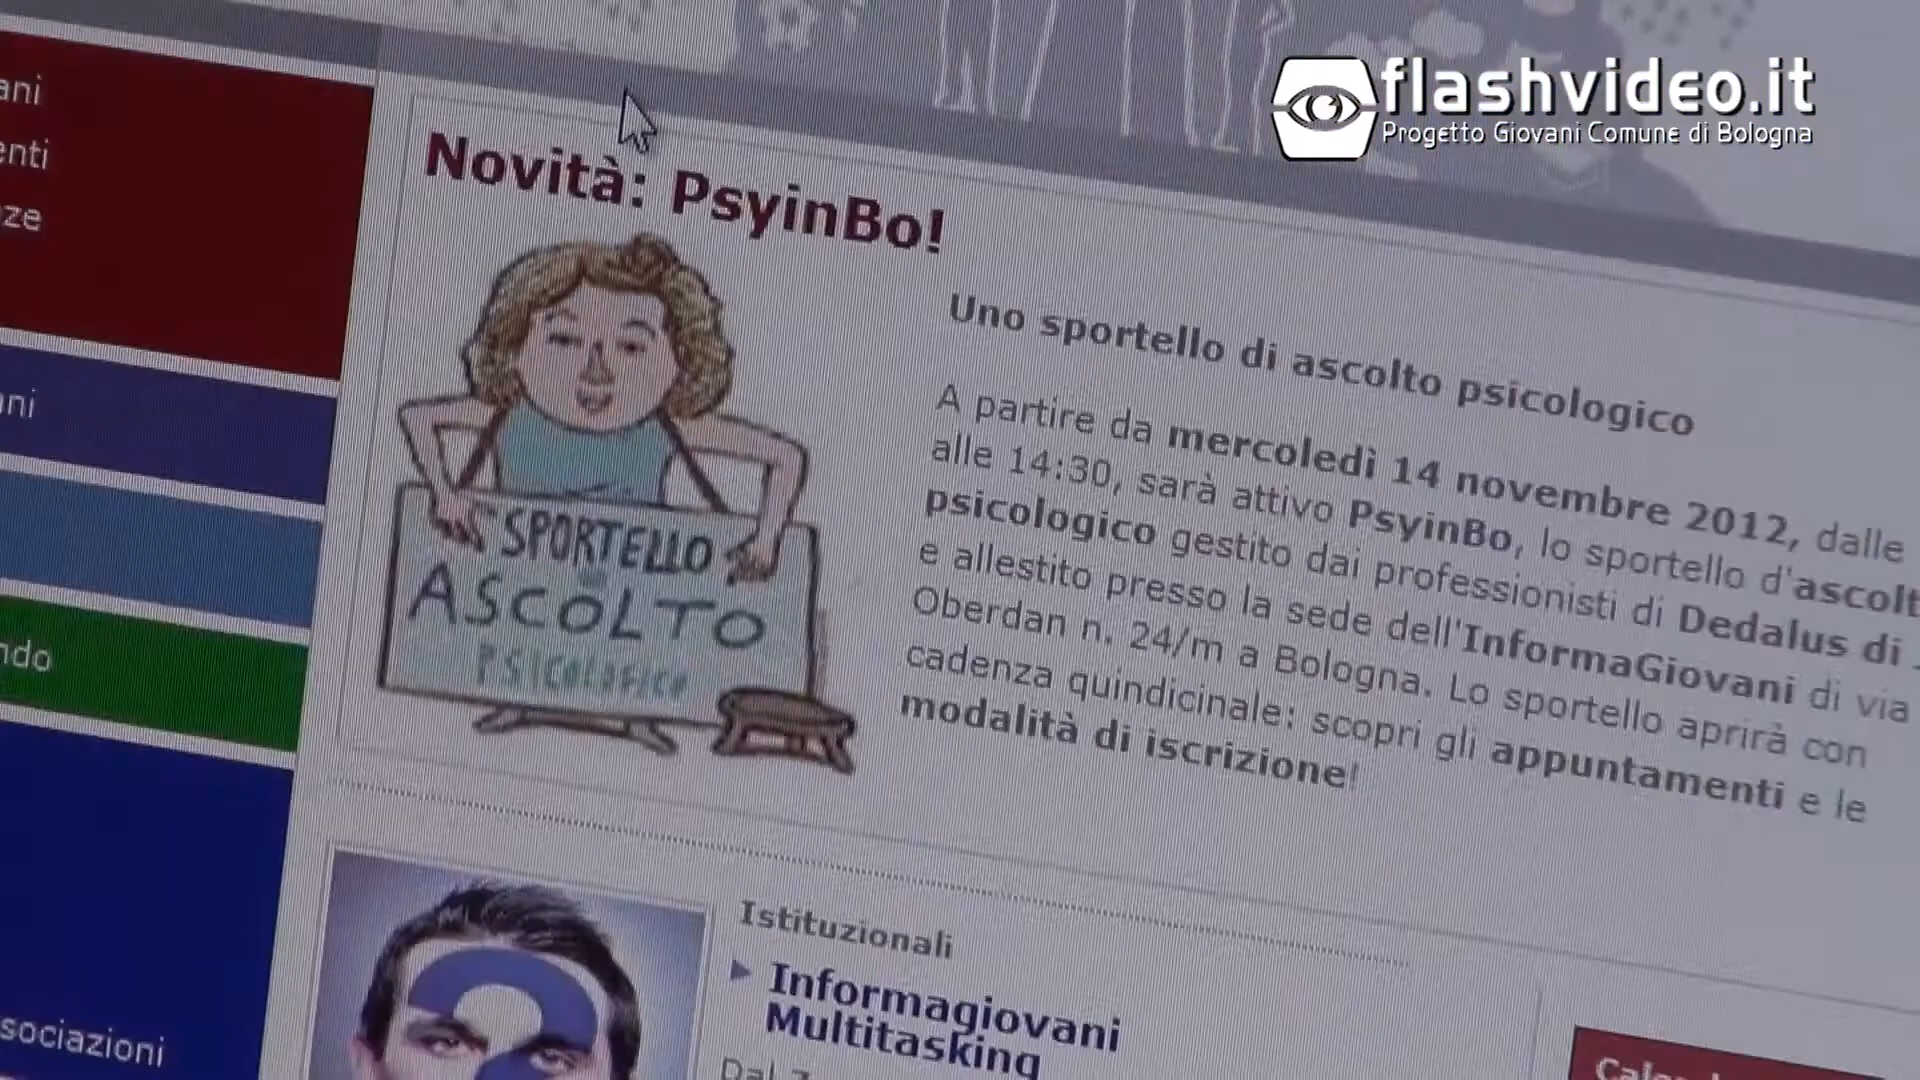 flashvideo.it
Progetto Giovani Comune di Bologna
ani
enti
ze
ani
ndo
sociazioni
Novità: PsyinBo!
SPORTELLO
ASCOLTO
PSICOLOGICO
Uno sportello di ascolto psicologico
A partire da mercoledì 14 novembre 2012, dalle
alle 14:30, sarà attivo PsyinBo, lo sportello d'ascolt
psicologico gestito dai professionisti di Dedalus di
e allestito presso la sede dell'InformaGiovani di via
Oberdan n. 24/m a Bologna. Lo sportello aprirà con
cadenza quindicinale: scopri gli appuntamenti e le
modalità di iscrizione!
Istituzionali
Informagiovani
Multitasking